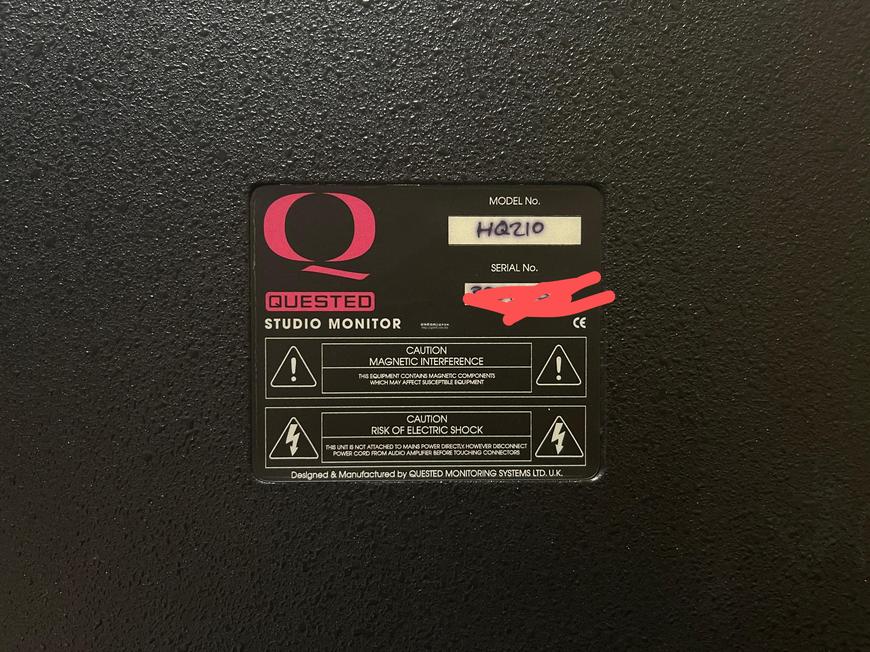 Q
MODEL No.
HQ210
SERIAL No.
QUESTED
STUDIO MONITOR
CE
CAUTION
MAGNETIC INTERFERENCE
THIS EQUIPMENT CONTAINS MAGNETIC COMPONENTS
WHICH MAY AFFECT SUSCEPTIBLE EQUIPMENT
CAUTION
RISK OF ELECTRIC SHOCK
THIS UNIT IS NOT ATTACHED TO MAINS POWER DIRECTLY. HOWEVER DISCONNECT
POWER CORD FROM AUDIO AMPLIFIER BEFORE TOUCHING CONNECTORS
Designed & Manufactured by QUESTED MONITORING SYSTEMS LTD. U.K.